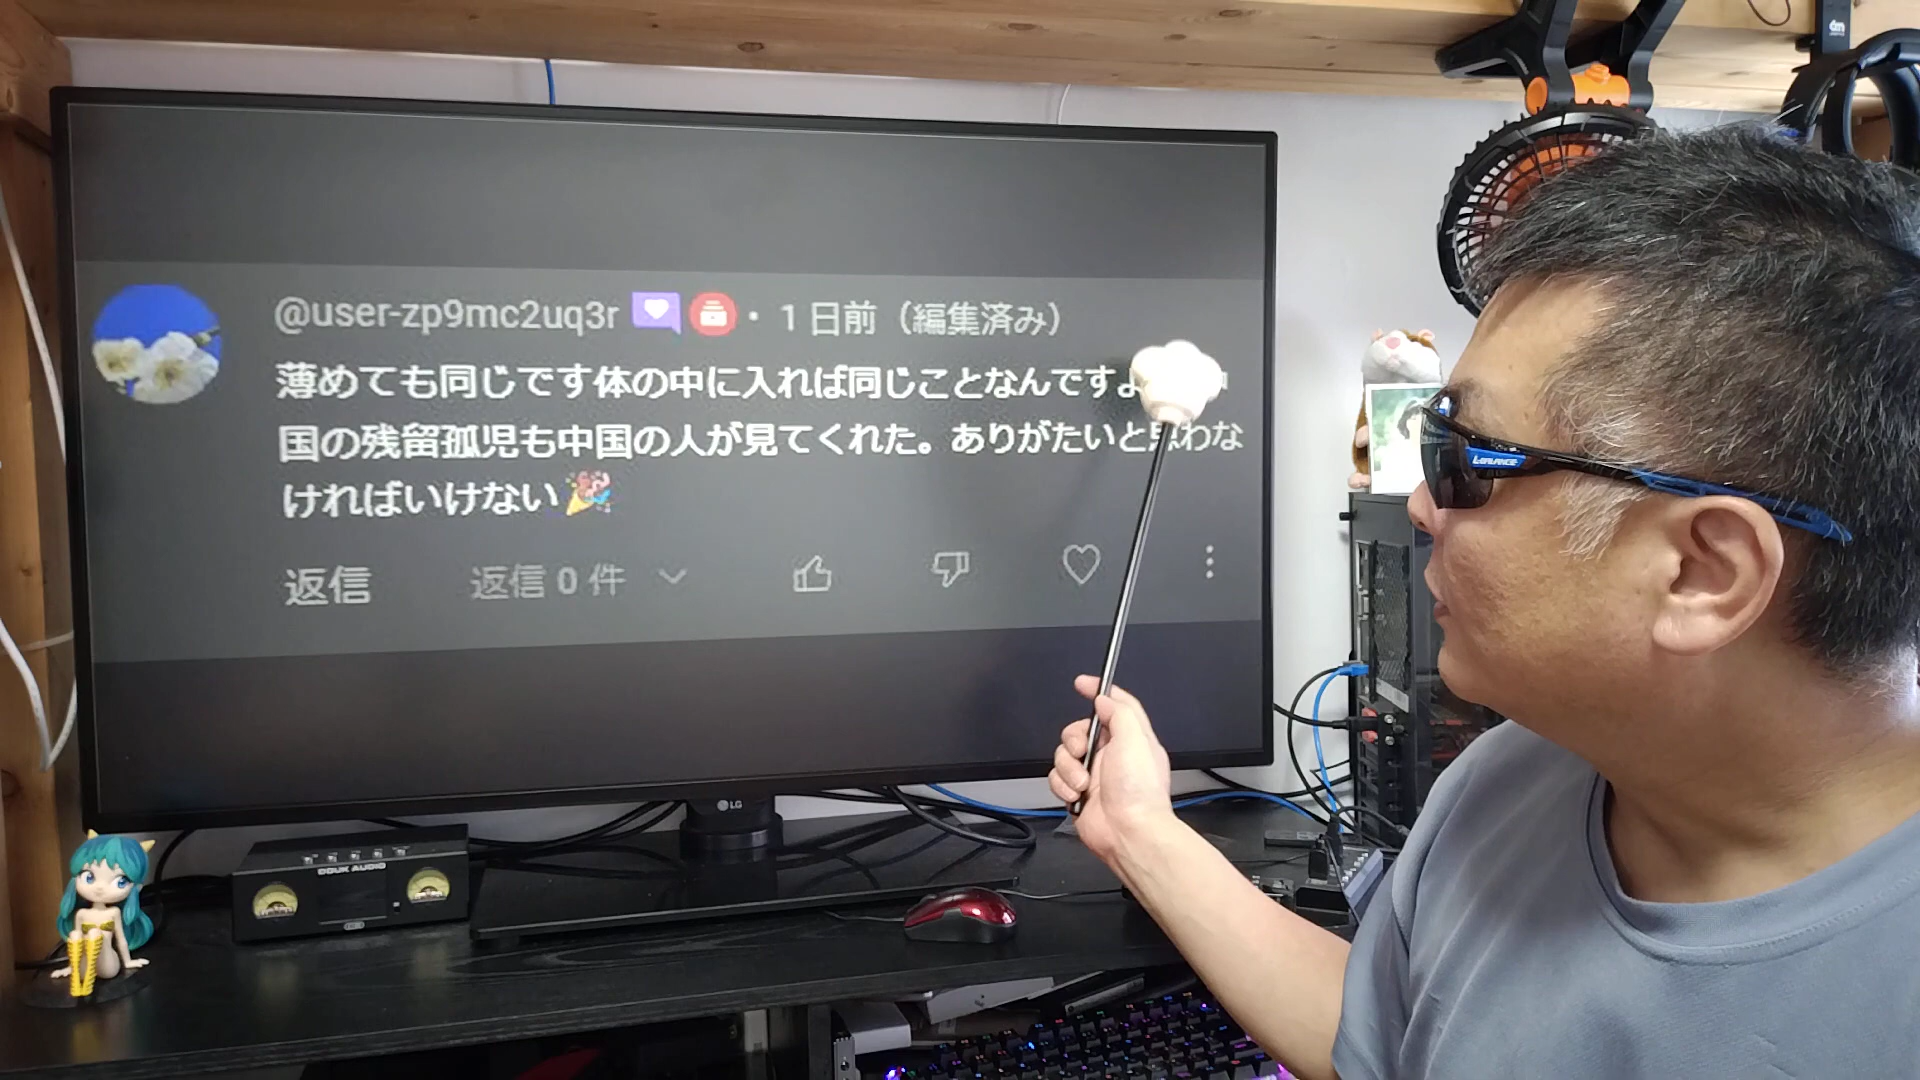 @user-zp9mc2uq3r ・ 1 日前（編集済み）
薄めても同じです体の中に入れば同じことなんですよ
国の残留孤児も中国の人が見てくれた。ありがたいと思わな
ければいけない🎉
返信 返信 0 件
LG
DOUK AUDIO